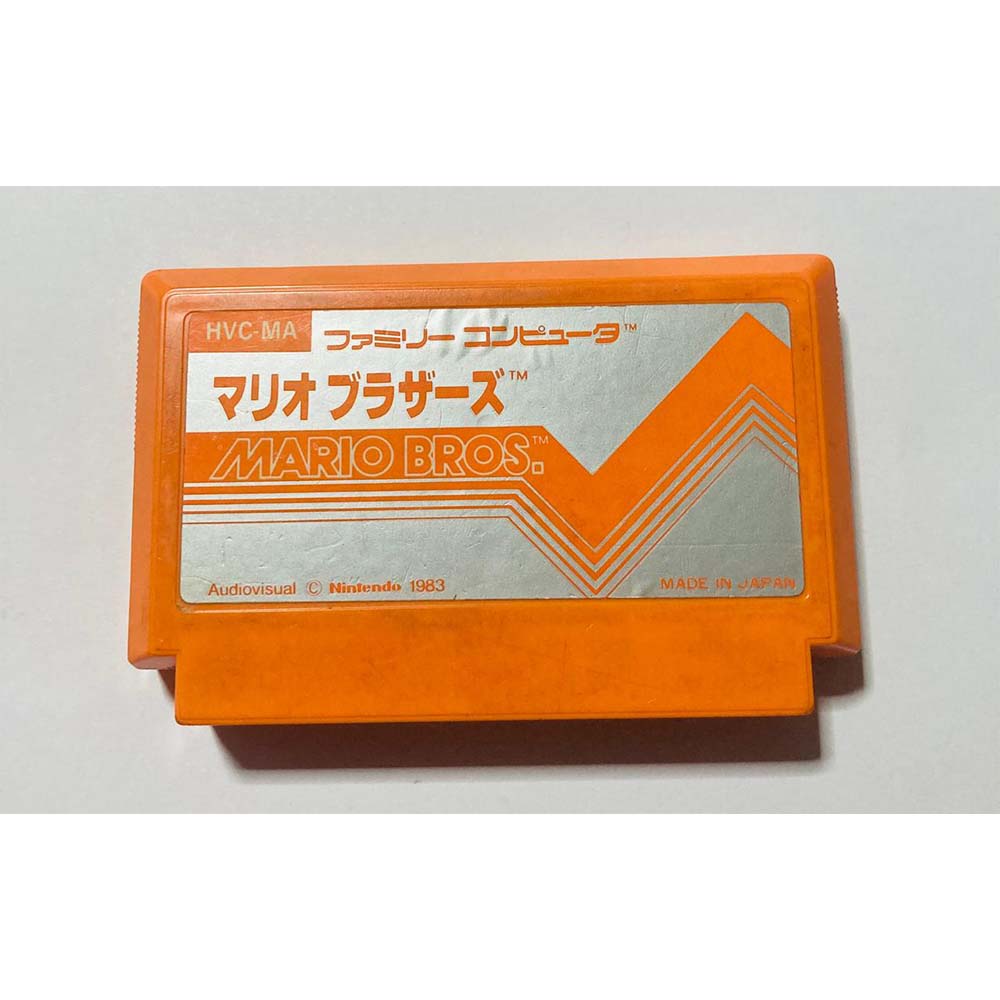 HVC-MA ファミリー コンピュータ™
マリオ ブラザーズ™
MARIO BROS.™
Audiovisual © Nintendo 1983 MADE IN JAPAN